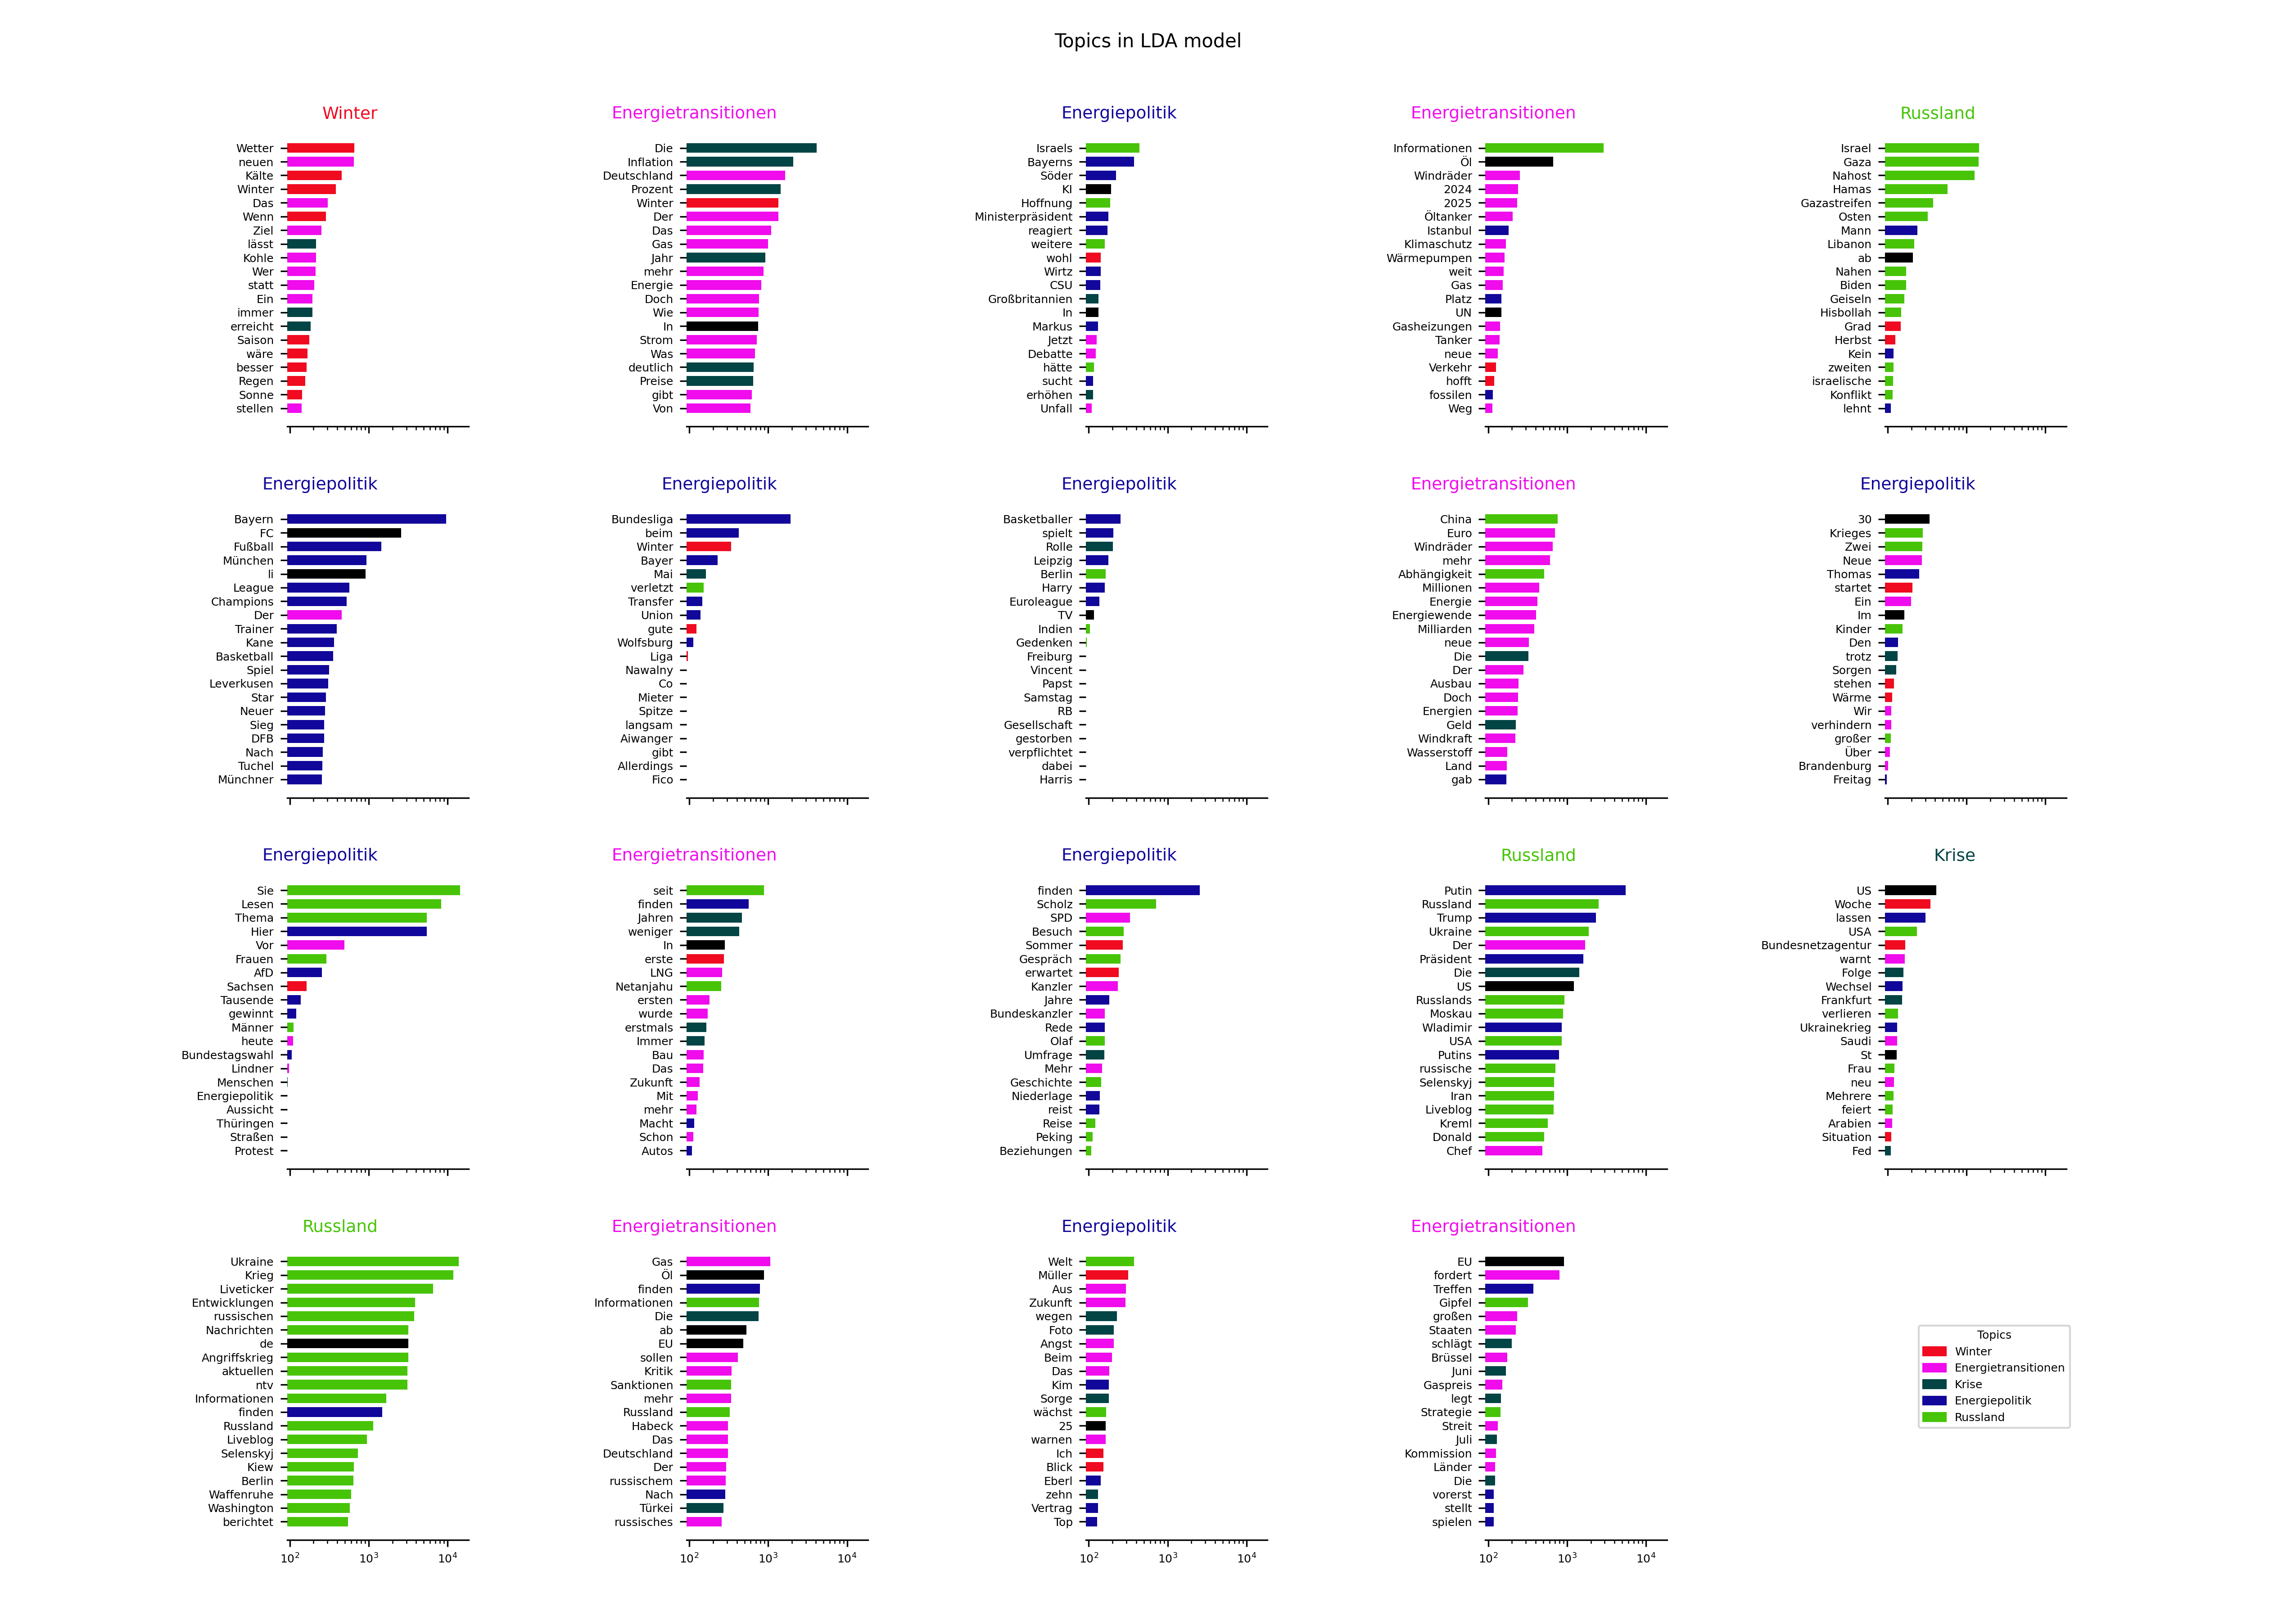 Topics in LDA model
Winter
Wetter
neuen
Kälte
Winter
Das
Wenn
Ziel
lässt
Kohle
Wer
statt
Ein
immer
erreicht
Saison
wäre
besser
Regen
Sonne
stellen
Energietransitionen
Die
Inflation
Deutschland
Prozent
Winter
Der
Das
Gas
Jahr
mehr
Energie
Doch
Wie
In
Strom
Was
deutlich
Preise
gibt
Von
Energiepolitik
Israels
Bayerns
Söder
KI
Hoffnung
Ministerpräsident
reagiert
weitere
wohl
Wirtz
CSU
Großbritannien
In
Markus
Jetzt
Debatte
hätte
sucht
erhöhen
Unfall
Energietransitionen
Informationen
Öl
Windräder
2024
2025
Öltanker
Istanbul
Klimaschutz
Wärmepumpen
weit
Gas
Platz
UN
Gasheizungen
Tanker
neue
Verkehr
hofft
fossilen
Weg
Russland
Israel
Gaza
Nahost
Hamas
Gazastreifen
Osten
Mann
Libanon
ab
Nahen
Biden
Geiseln
Hisbollah
Grad
Herbst
Kein
zweiten
israelische
Konflikt
lehnt
Energiepolitik
Bayern
FC
Fußball
München
li
League
Champions
Der
Trainer
Kane
Basketball
Spiel
Leverkusen
Star
Neuer
Sieg
DFB
Nach
Tuchel
Münchner
Energiepolitik
Bundesliga
beim
Winter
Bayer
Mai
verletzt
Transfer
Union
gute
Wolfsburg
Liga
Nawalny
Co
Mieter
Spitze
langsam
Aiwanger
gibt
Allerdings
Fico
Energiepolitik
Basketballer
spielt
Rolle
Leipzig
Berlin
Harry
Euroleague
TV
Indien
Gedenken
Freiburg
Vincent
Papst
Samstag
RB
Gesellschaft
gestorben
verpflichtet
dabei
Harris
Energietransitionen
China
Euro
Windräder
mehr
Abhängigkeit
Millionen
Energie
Energiewende
Milliarden
neue
Die
Der
Ausbau
Doch
Energien
Geld
Windkraft
Wasserstoff
Land
gab
Energiepolitik
30
Krieges
Zwei
Neue
Thomas
startet
Ein
Im
Kinder
Den
trotz
Sorgen
stehen
Wärme
Wir
verhindern
großer
Über
Brandenburg
Freitag
Energiepolitik
Sie
Lesen
Thema
Hier
Vor
Frauen
AfD
Sachsen
Tausende
gewinnt
Männer
heute
Bundestagswahl
Lindner
Menschen
Energiepolitik
Aussicht
Thüringen
Straßen
Protest
Energietransitionen
seit
finden
Jahren
weniger
In
erste
LNG
Netanjahu
ersten
wurde
erstmals
Immer
Bau
Das
Zukunft
Mit
mehr
Macht
Schon
Autos
Energiepolitik
finden
Scholz
SPD
Besuch
Sommer
Gespräch
erwartet
Kanzler
Jahre
Bundeskanzler
Rede
Olaf
Umfrage
Mehr
Geschichte
Niederlage
reist
Reise
Peking
Beziehungen
Russland
Putin
Russland
Trump
Ukraine
Der
Präsident
Die
US
Russlands
Moskau
Wladimir
USA
Putins
russische
Selenskyj
Iran
Liveblog
Kreml
Donald
Chef
Krise
US
Woche
lassen
USA
Bundesnetzagentur
warnt
Folge
Wechsel
Frankfurt
verlieren
Ukrainekrieg
Saudi
St
Frau
neu
Mehrere
feiert
Arabien
Situation
Fed
Russland
Ukraine
Krieg
Liveticker
Entwicklungen
russischen
Nachrichten
de
Angriffskrieg
aktuellen
ntv
Informationen
finden
Russland
Liveblog
Selenskyj
Kiew
Berlin
Waffenruhe
Washington
berichtet
10² 10³ 10⁴
Energietransitionen
Gas
Öl
finden
Informationen
Die
ab
EU
sollen
Kritik
Sanktionen
mehr
Russland
Habeck
Das
Deutschland
Der
russischem
Nach
Türkei
russisches
10² 10³ 10⁴
Energiepolitik
Welt
Müller
Aus
Zukunft
wegen
Foto
Angst
Beim
Das
Kim
Sorge
wächst
25
warnen
Ich
Blick
Eberl
zehn
Vertrag
Top
10² 10³ 10⁴
Energietransitionen
EU
fordert
Treffen
Gipfel
großen
Staaten
schlägt
Brüssel
Juni
Gaspreis
legt
Strategie
Streit
Juli
Kommission
Länder
Die
vorerst
stellt
spielen
10² 10³ 10⁴
Topics
Winter
Energietransitionen
Krise
Energiepolitik
Russland